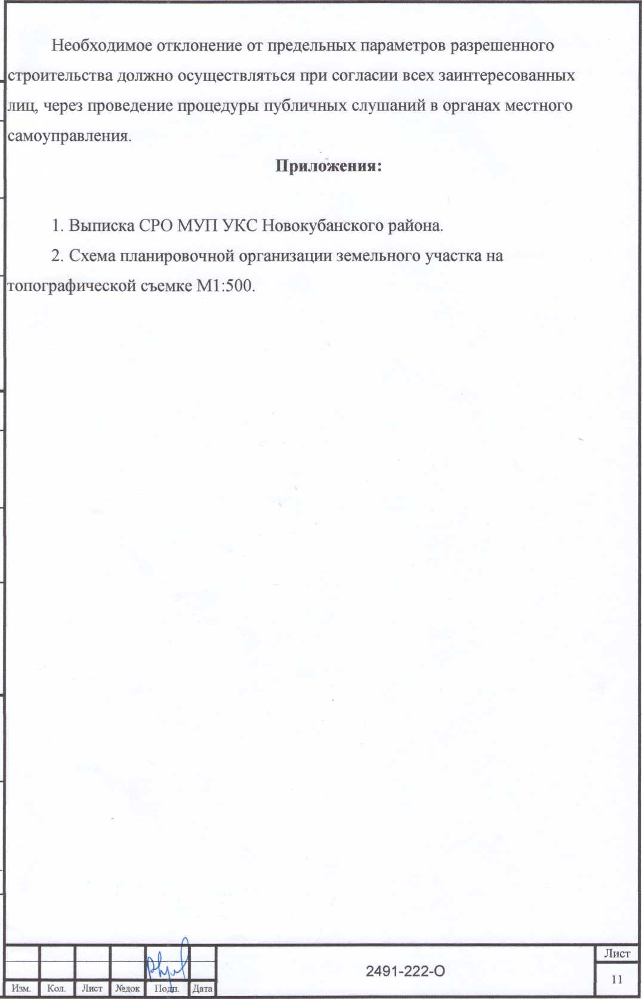 Необходимое отклонение от предельных параметров разрешенного
строительства должно осуществляться при согласии всех заинтересованных
лиц, через проведение процедуры публичных слушаний в органах местного
самоуправления.
Приложения:
1. Выписка СРО МУП УКС Новокубанского района.
2. Схема планировочной организации земельного участка на
топографической съемке М1:500.
2491-222-О
Лист
11
Изм. Кол. Лист №док Подп. Дата